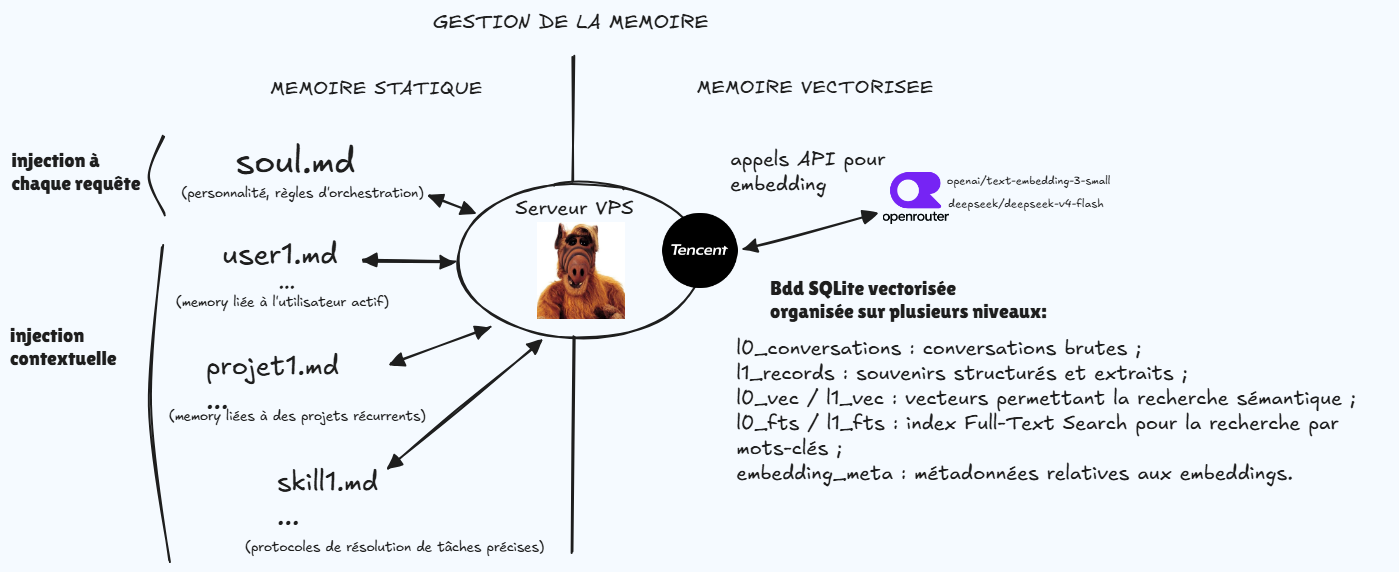 GESTION DE LA MEMOIRE
MEMOIRE STATIQUE
MEMOIRE VECTORISEE
injection à
chaque requête
soul.md
(personnalité, règles d'orchestration)
injection
contextuelle
user1.md
...
(memory liée à l'utilisateur actif)
projet1.md
...
(memory liées à des projets récurrents)
skill1.md
...
(protocoles de résolution de tâches précises)
Serveur VPS
Tencent
appels API pour
embedding
openrouter
openai/text-embedding-3-small
deepseek/deepseek-v4-flash
Bdd SQLite vectorisée
organisée sur plusieurs niveaux:
l0_conversations : conversations brutes ;
l1_records : souvenirs structurés et extraits ;
l0_vec / l1_vec : vecteurs permettant la recherche sémantique ;
l0_fts / l1_fts : index Full-Text Search pour la recherche par
mots-clés ;
embedding_meta : métadonnées relatives aux embeddings.